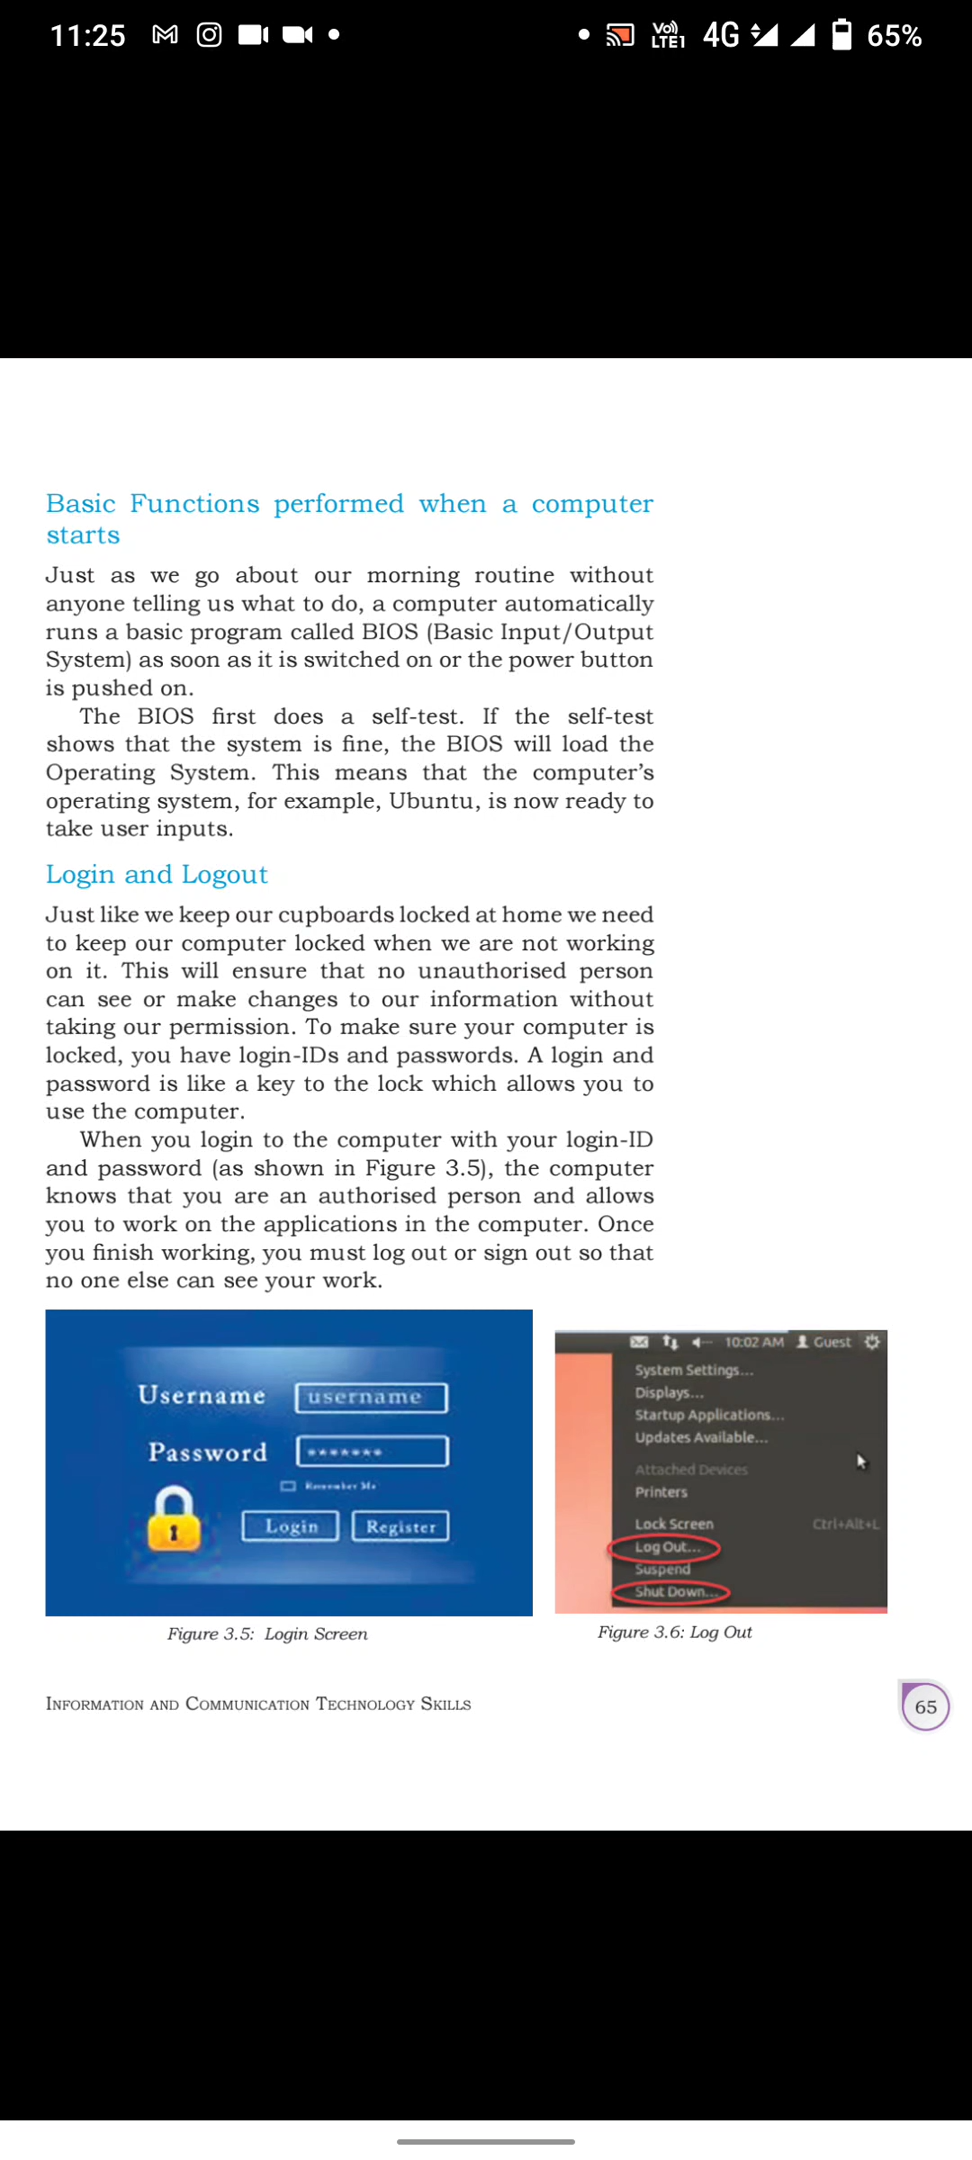 11:25
Vo))
LTE1 4G 65%
Basic Functions performed when a computer
starts
Just as we go about our morning routine without
anyone telling us what to do, a computer automatically
runs a basic program called BIOS (Basic Input/Output
System) as soon as it is switched on or the power button
is pushed on.
The BIOS first does a self-test. If the self-test
shows that the system is fine, the BIOS will load the
Operating System. This means that the computer's
operating system, for example, Ubuntu, is now ready to
take user inputs.
Login and Logout
Just like we keep our cupboards locked at home we need
to keep our computer locked when we are not working
on it. This will ensure that no unauthorised person
can see or make changes to our information without
taking our permission. To make sure your computer is
locked, you have login-IDs and passwords. A login and
password is like a key to the lock which allows you to
use the computer.
When you login to the computer with your login-ID
and password (as shown in Figure 3.5), the computer
knows that you are an authorised person and allows
you to work on the applications in the computer. Once
you finish working, you must log out or sign out so that
no one else can see your work.
Username username
Password *******
Remember Me
Login Register
Figure 3.5: Login Screen
10:02 AM Guest
System Settings...
Displays...
Startup Applications...
Updates Available...
Attached Devices
Printers
Lock Screen Ctrl+Alt+L
Log Out...
Suspend
Shut Down...
Figure 3.6: Log Out
INFORMATION AND COMMUNICATION TECHNOLOGY SKILLS
65